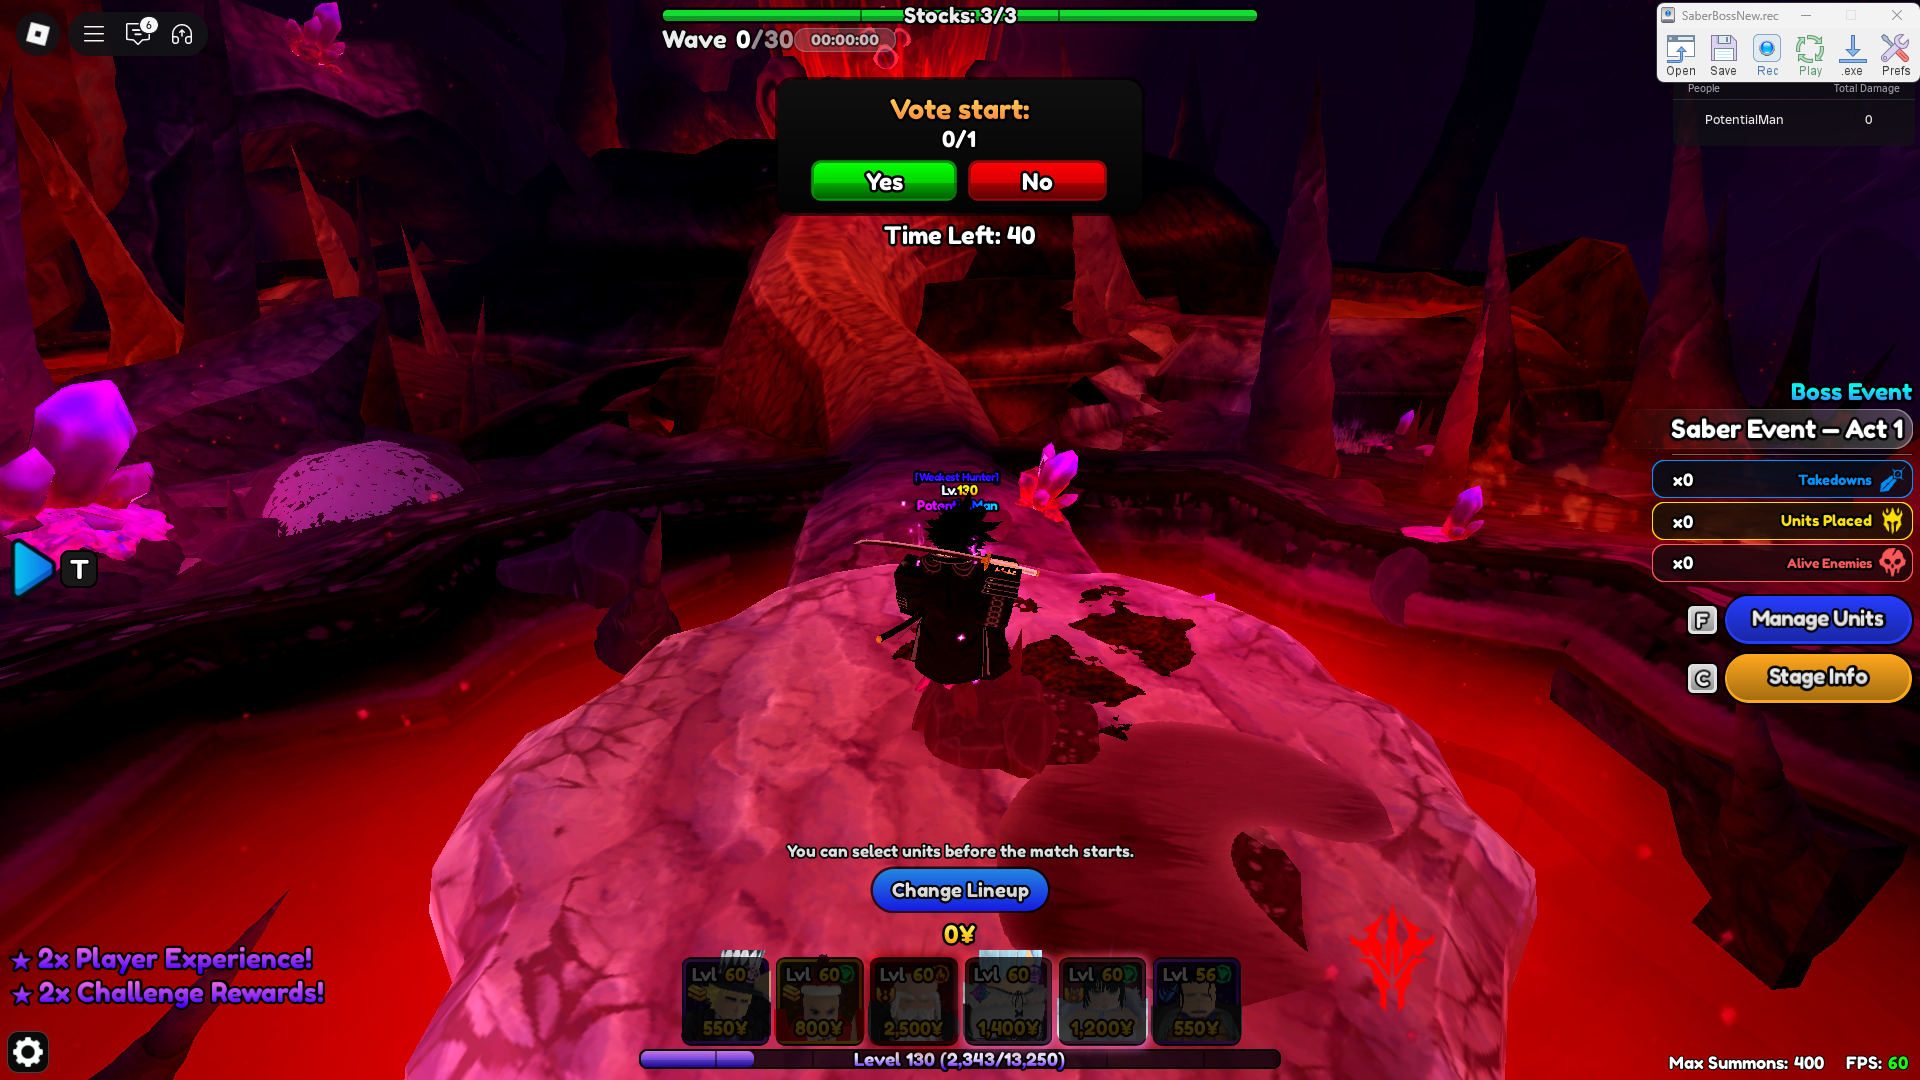 6
Stocks: 3/3
Wave 0/30
00:00:00
SaberBossNew.rec
Open Save Rec Play .exe Prefs
People Total Damage
PotentialMan 0
Vote start:
0/1
Yes No
Time Left: 40
Boss Event
Saber Event — Act 1
x0 Takedowns
x0 Units Placed
x0 Alive Enemies
F Manage Units
C Stage Info
[Weakest Hunter]
Lv.130
T
You can select units before the match starts.
Change Lineup
0¥
★ 2x Player Experience!
★ 2x Challenge Rewards!
Lvl 60 Lvl 60 Lvl 60 Lvl 60 Lvl 60 Lvl 56
550¥ 800¥ 2,500¥ 1,400¥ 1,200¥ 550¥
Level 130 (2,343/13,250)
Max Summons: 400 FPS: 60